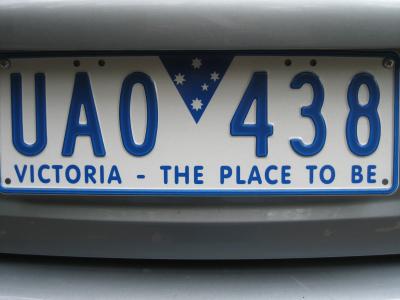 UAO 438
VICTORIA - THE PLACE TO BE